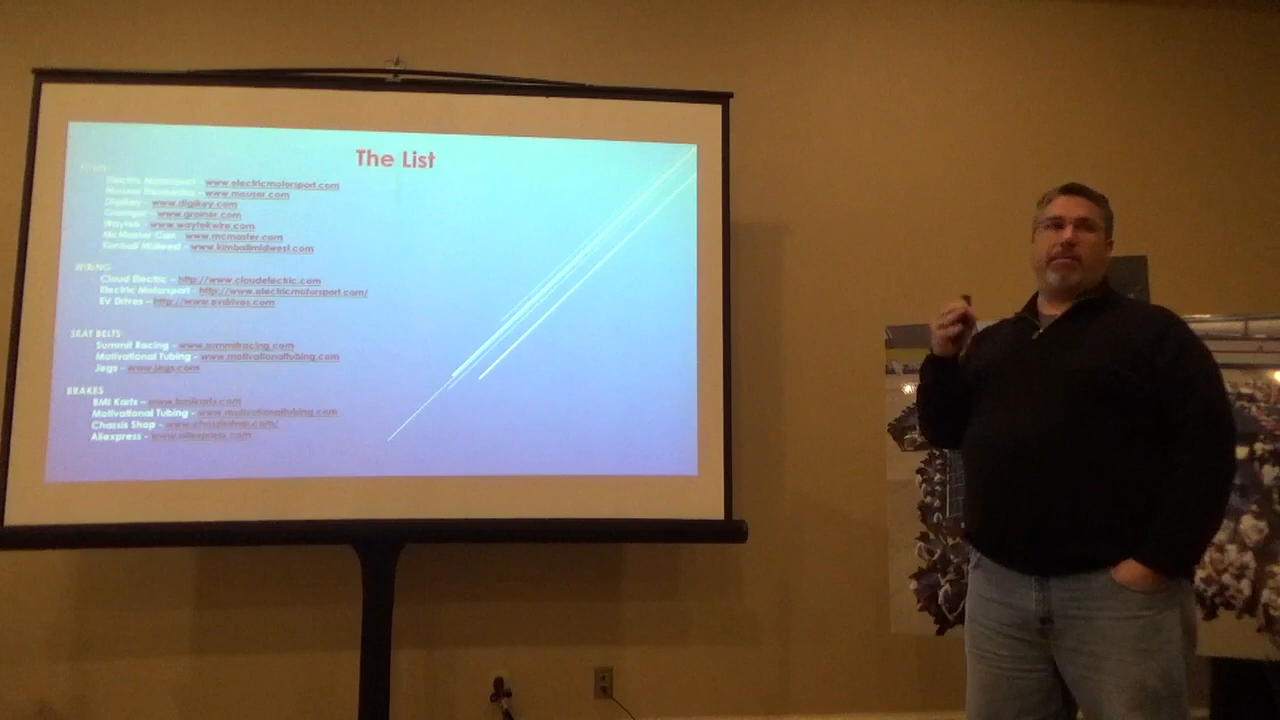 The List
Electric Motorsport - www.electricmotorsport.com
Mouser Electronics - www.mouser.com
Digikey - www.digikey.com
Grainger - www.grainer.com
Waytek - www.waytekwire.com
McMaster Carr - www.mcmaster.com
Kimball Midwest - www.kimballmidwest.com
WIRING
Cloud Electric – http://www.cloudelectric.com
Electric Motorsport - http://www.electricmotorsport.com/
EV Drives – http://www.evdrives.com
SEAT BELTS
Summit Racing - www.summitracing.com
Motivational Tubing - www.motivationaltubing.com
Jegs - www.jegs.com
BRAKES
BMI Karts – www.bmikarts.com
Motivational Tubing - www.motivationaltubing.com
Chassis Shop - www.chassisshop.com/
Aliexpress - www.aliexpress.com